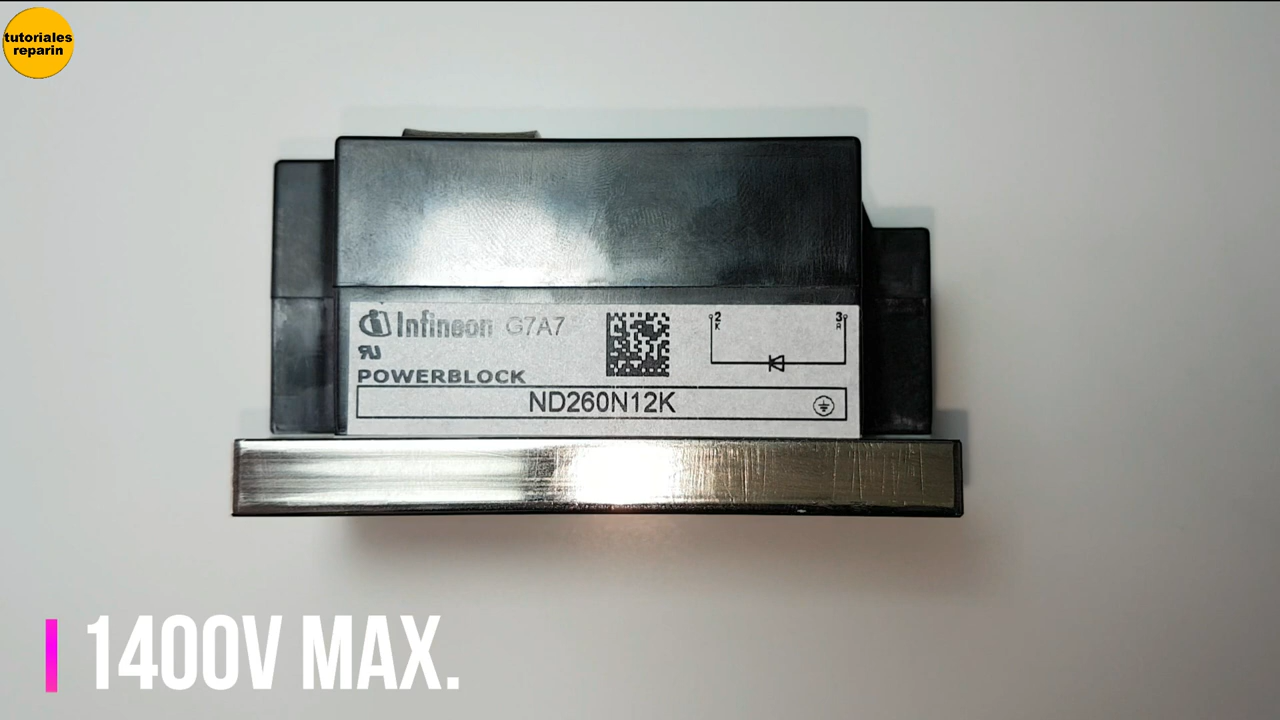 tutoriales
reparin
Infineon G7A7
2 3
K A
POWERBLOCK
ND260N12K
1400V MAX.